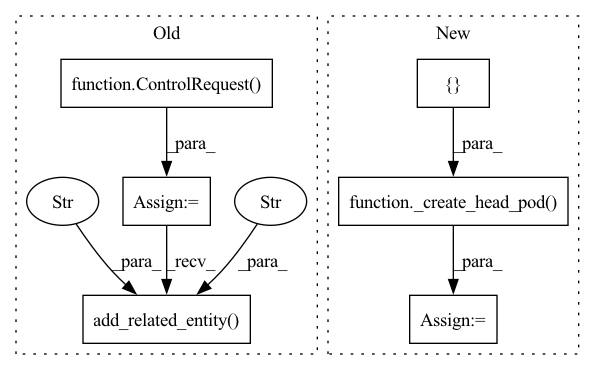 Old
New
function.ControlRequest()
{}
_para_
_para_
Str
Assign:=
Str
function._create_head_pod()
_para_
_recv_
_para_
_para_
add_related_entity()
Assign:=